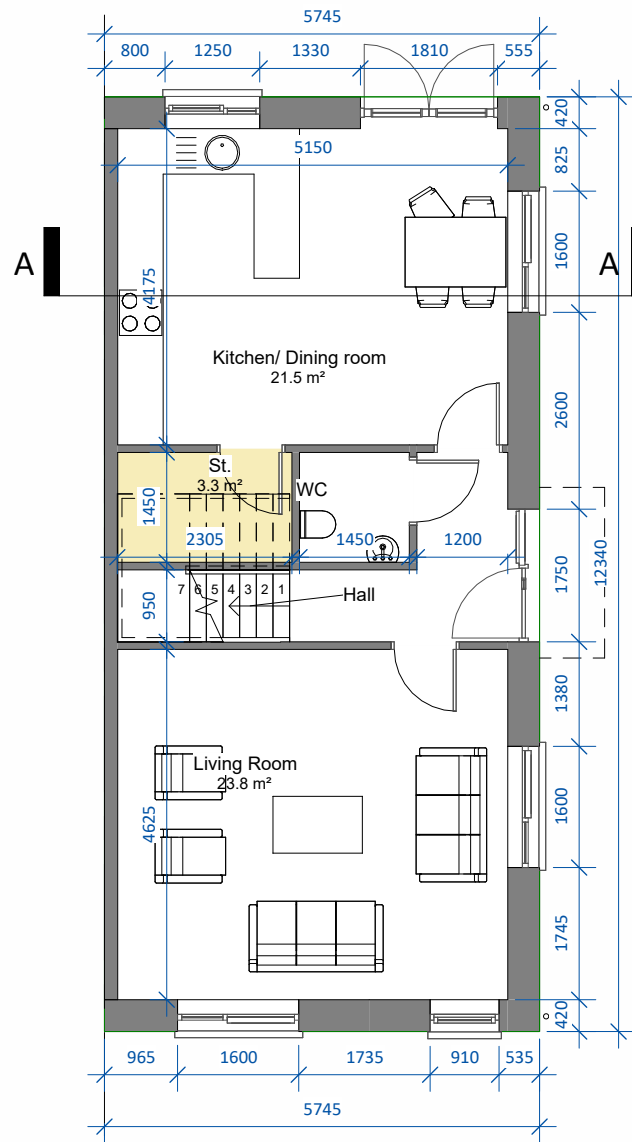 5745
800 1250 1330 1810 555
420
5150
825
A A
1600
4175
Kitchen/ Dining room
21.5 m²
2600
St.
3.3 m²
WC
1450
2305 1450 1200
1750
12340
7 6 5 4 3 2 1
Hall
950
1380
Living Room
23.8 m²
1600
4625
1745
420
965 1600 1735 910 535
5745